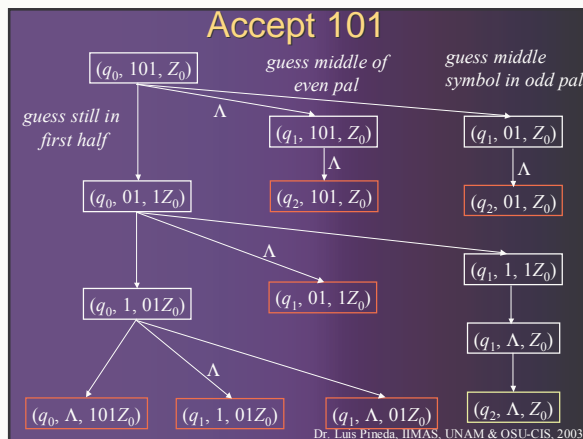 Accept 101
(q₀, 101, Z₀)
guess middle of
even pal
guess middle
symbol in odd pal
guess still in
first half
Λ
(q₁, 101, Z₀)
(q₁, 01, Z₀)
Λ
Λ
(q₂, 101, Z₀)
(q₂, 01, Z₀)
(q₀, 01, 1Z₀)
Λ
(q₁, 1, 1Z₀)
(q₁, 01, 1Z₀)
(q₀, 1, 01Z₀)
(q₁, Λ, Z₀)
Λ
(q₀, Λ, 101Z₀)
(q₁, 1, 01Z₀)
(q₁, Λ, 01Z₀)
(q₂, Λ, Z₀)
Dr. Luis Pineda, IIMAS, UNAM & OSU-CIS, 2003